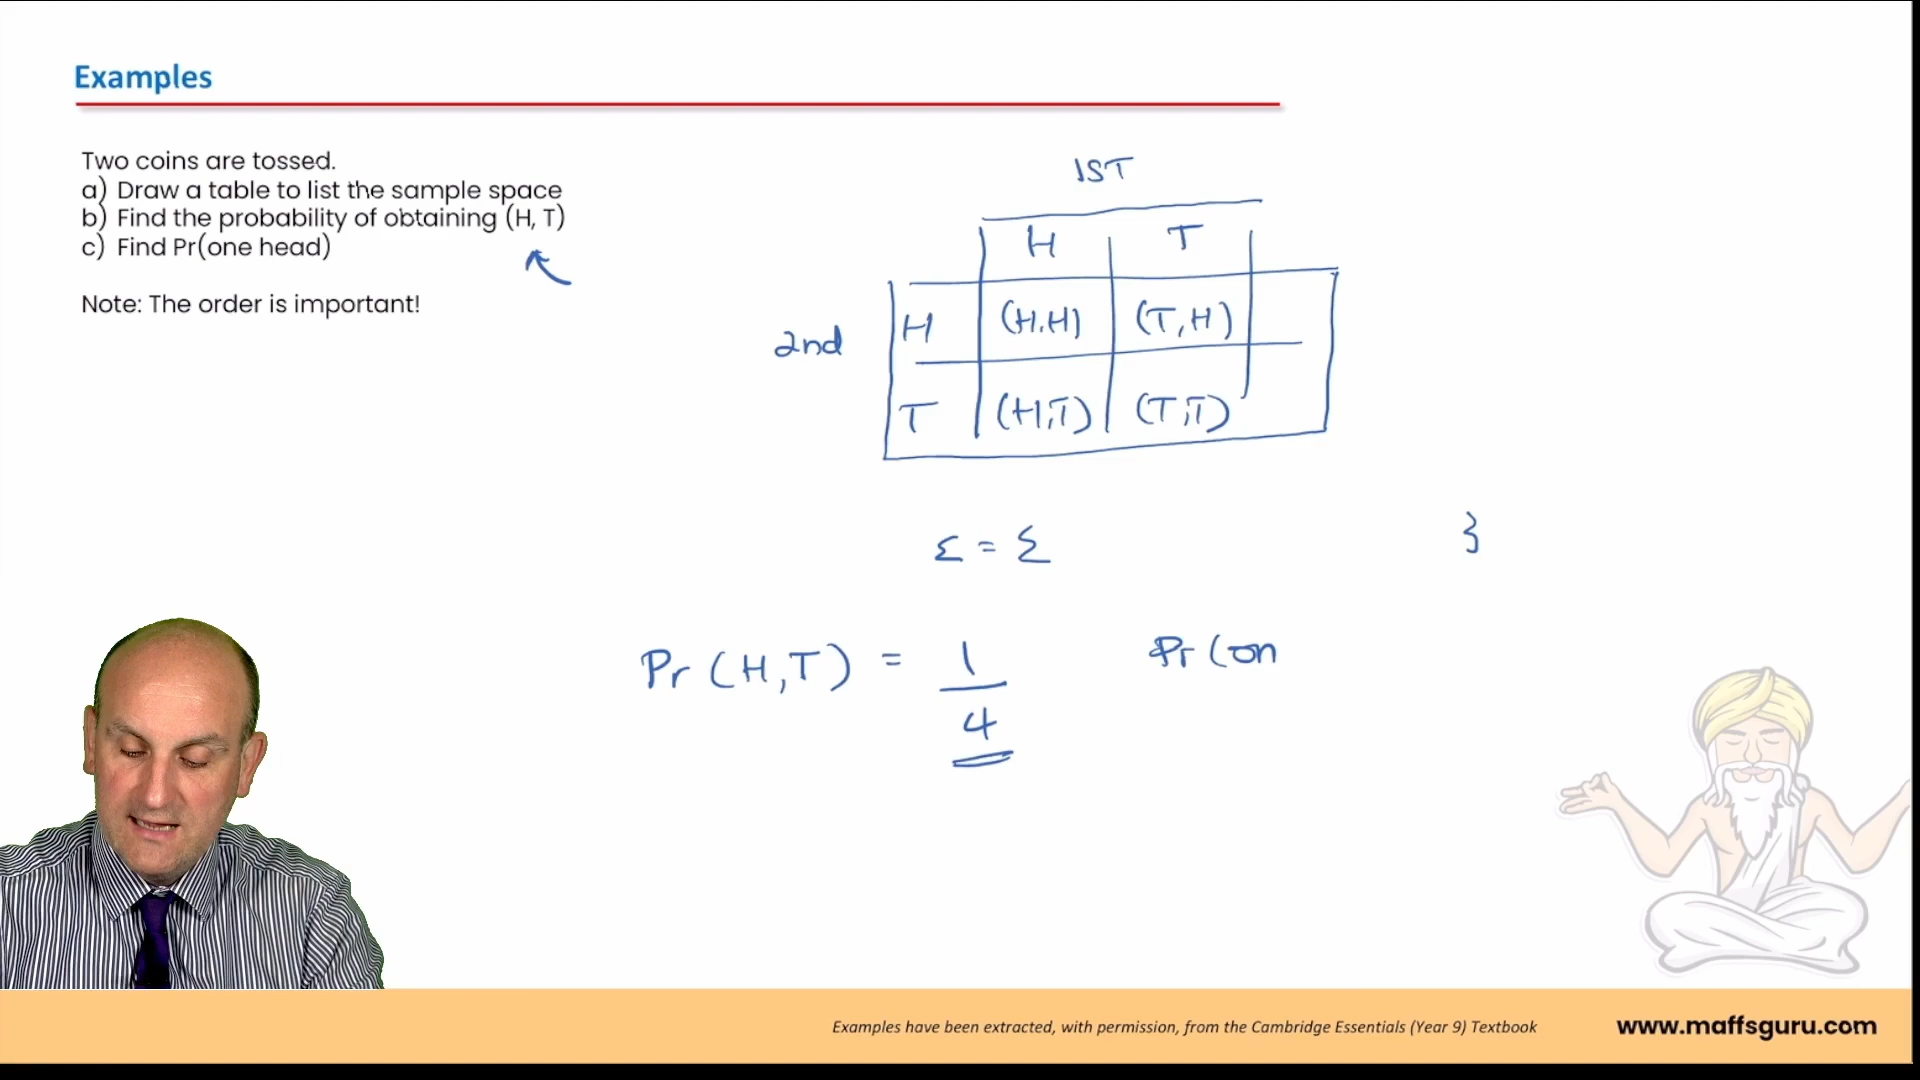 Examples
Two coins are tossed.
a) Draw a table to list the sample space
b) Find the probability of obtaining (H, T)
c) Find Pr(one head)
Note: The order is important!
1ST
H T
2nd H (H,H) (T,H)
T (H,T) (T,T)
ε = { }
Pr (H,T) = 1
4
Pr (on
Examples have been extracted, with permission, from the Cambridge Essentials (Year 9) Textbook
www.maffsguru.com